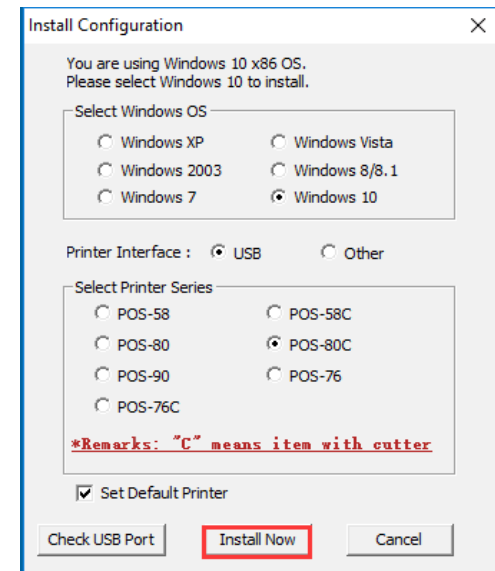 Install Configuration
You are using Windows 10 x86 OS.
Please select Windows 10 to install.
Select Windows OS
Windows XP Windows Vista
Windows 2003 Windows 8/8.1
Windows 7 Windows 10
Printer Interface : USB Other
Select Printer Series
POS-58 POS-58C
POS-80 POS-80C
POS-90 POS-76
POS-76C
*Remarks: "C" means item with cutter
Set Default Printer
Check USB Port Install Now Cancel